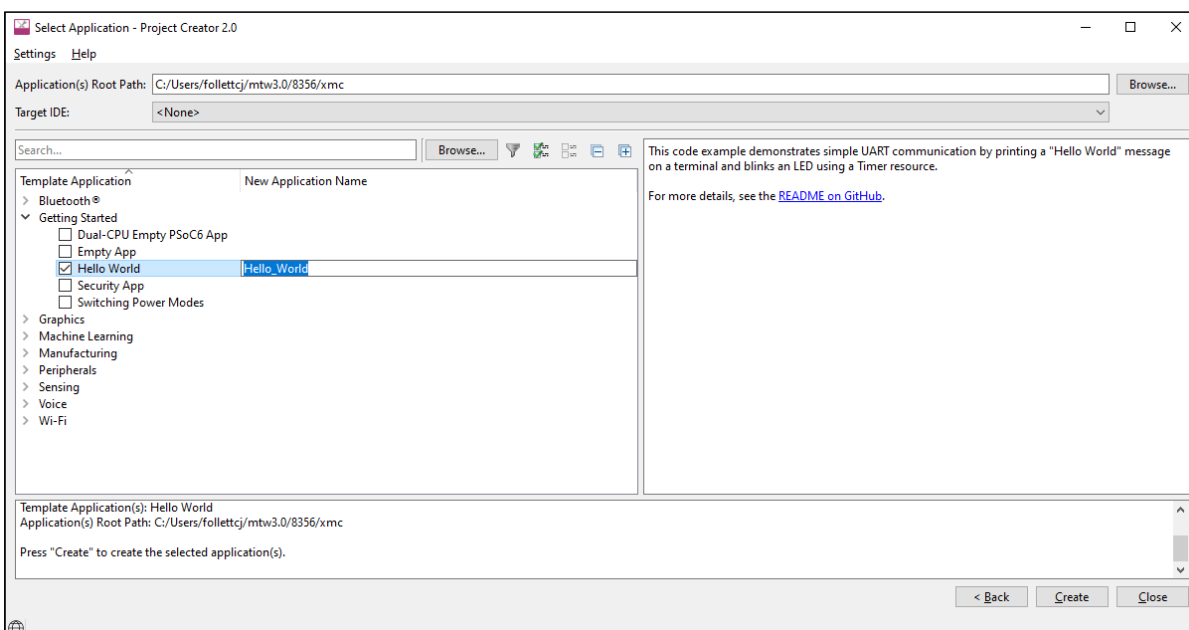 Select Application - Project Creator 2.0
Settings Help
Application(s) Root Path: C:/Users/follettcj/mtw3.0/8356/xmc Browse...
Target IDE: <None>
Search... Browse...
Template Application New Application Name
Bluetooth®
Getting Started
Dual-CPU Empty PSoC6 App
Empty App
Hello World Hello_World
Security App
Switching Power Modes
Graphics
Machine Learning
Manufacturing
Peripherals
Sensing
Voice
Wi-Fi
This code example demonstrates simple UART communication by printing a "Hello World" message
on a terminal and blinks an LED using a Timer resource.
For more details, see the README on GitHub.
Template Application(s): Hello World
Application(s) Root Path: C:/Users/follettcj/mtw3.0/8356/xmc
Press "Create" to create the selected application(s).
< Back Create Close